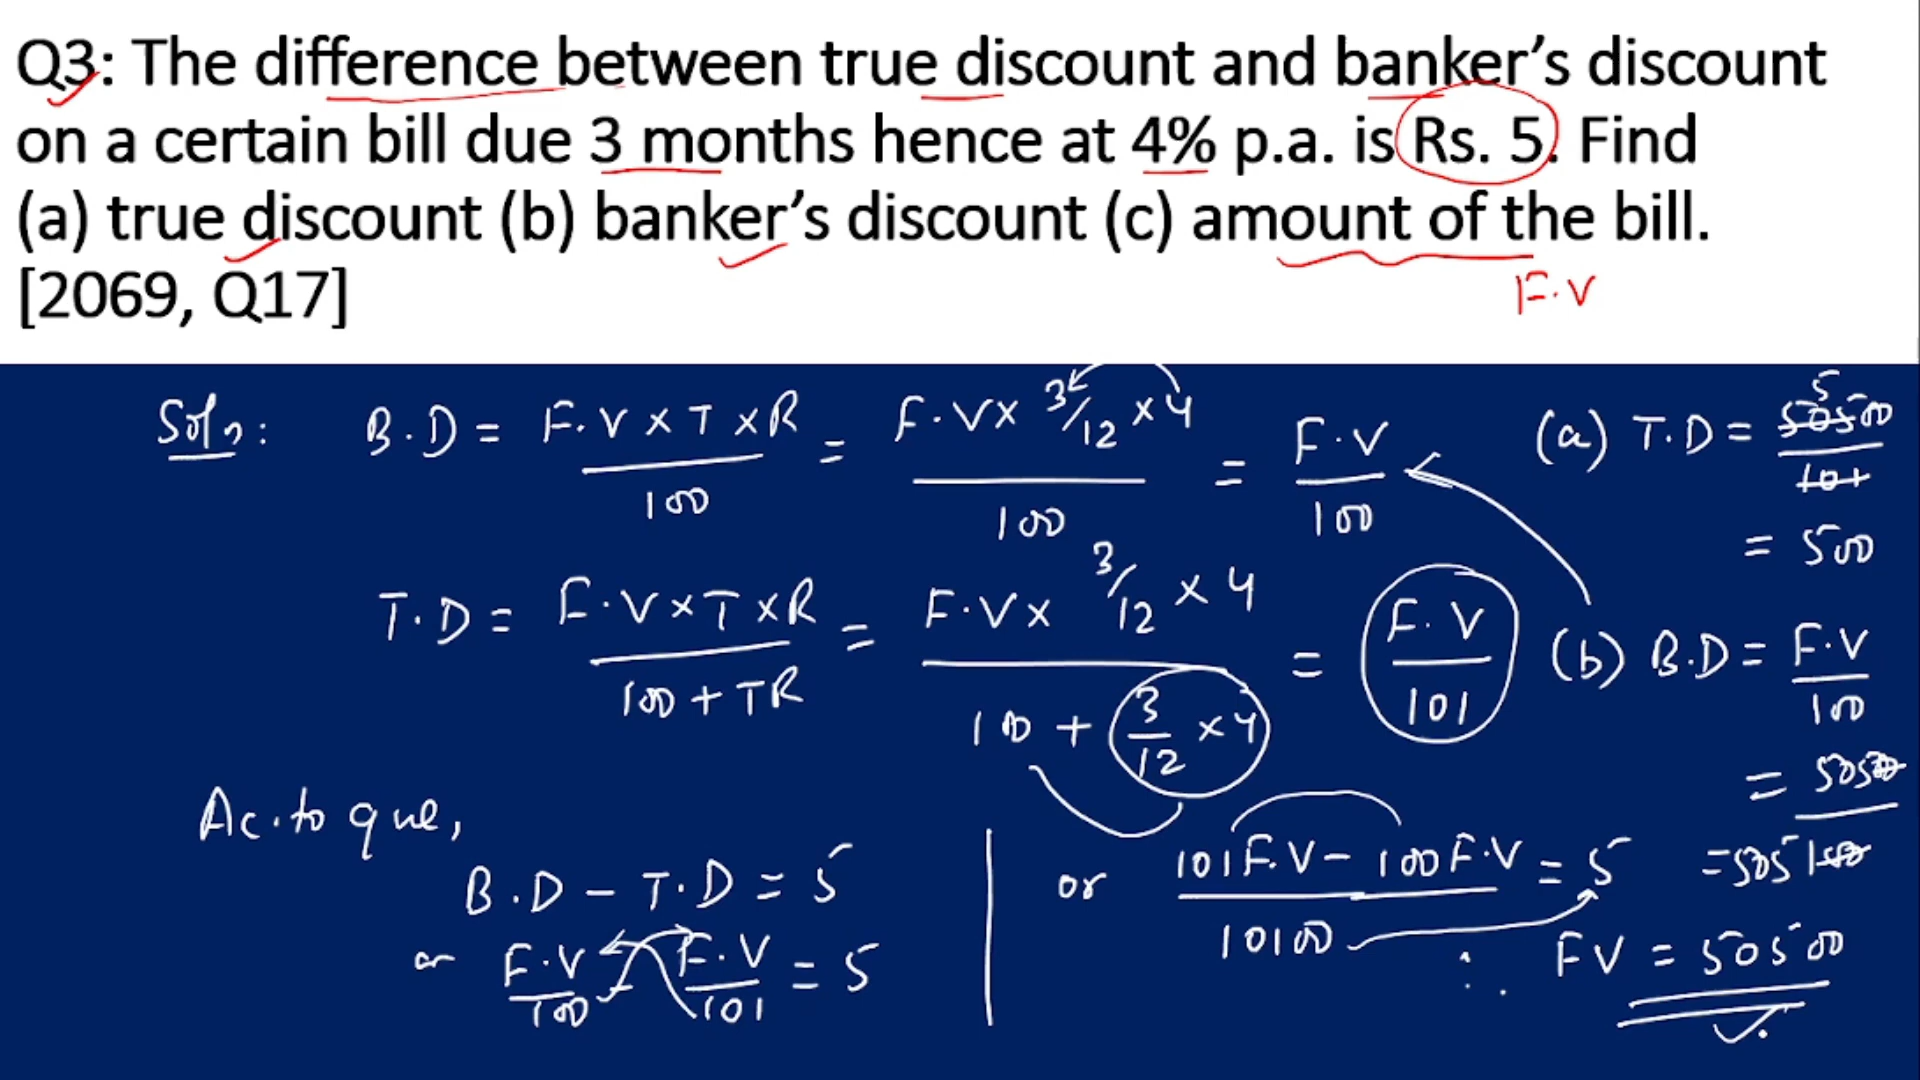 Q3: The difference between true discount and banker's discount
on a certain bill due 3 months hence at 4% p.a. is Rs. 5. Find
(a) true discount (b) banker's discount (c) amount of the bill.
[2069, Q17]
F.V
Soln:
B.D = F.V × T × R / 100 = F.V × 3/12 × 4 / 100 = F.V / 100
T.D = F.V × T × R / 100 + TR = F.V × 3/12 × 4 / 100 + 3/12 × 4 = F.V / 101
Ac. to que,
B.D - T.D = 5
or F.V / 100 - F.V / 101 = 5
or 101F.V - 100F.V / 10100 = 5
∴ FV = 50500
(a) T.D = 50500 / 101
5
= 500
(b) B.D = F.V / 100
= 50500 / 100
= 505